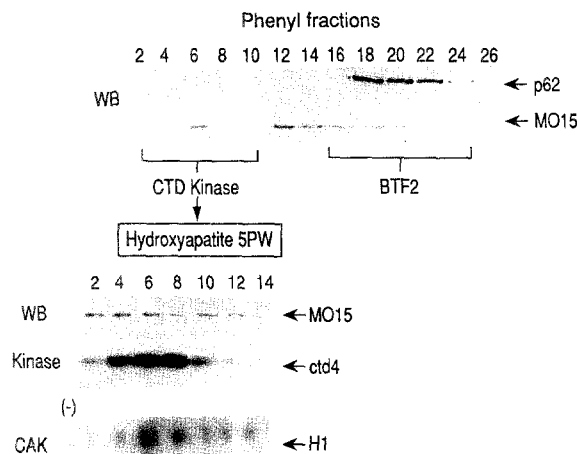 Phenyl fractions
2 4 6 8 10 12 14 16 18 20 22 24 26
WB
p62
MO15
CTD Kinase
BTF2
Hydroxyapatite 5PW
2 4 6 8 10 12 14
WB
MO15
Kinase
ctd4
(-)
CAK
H1